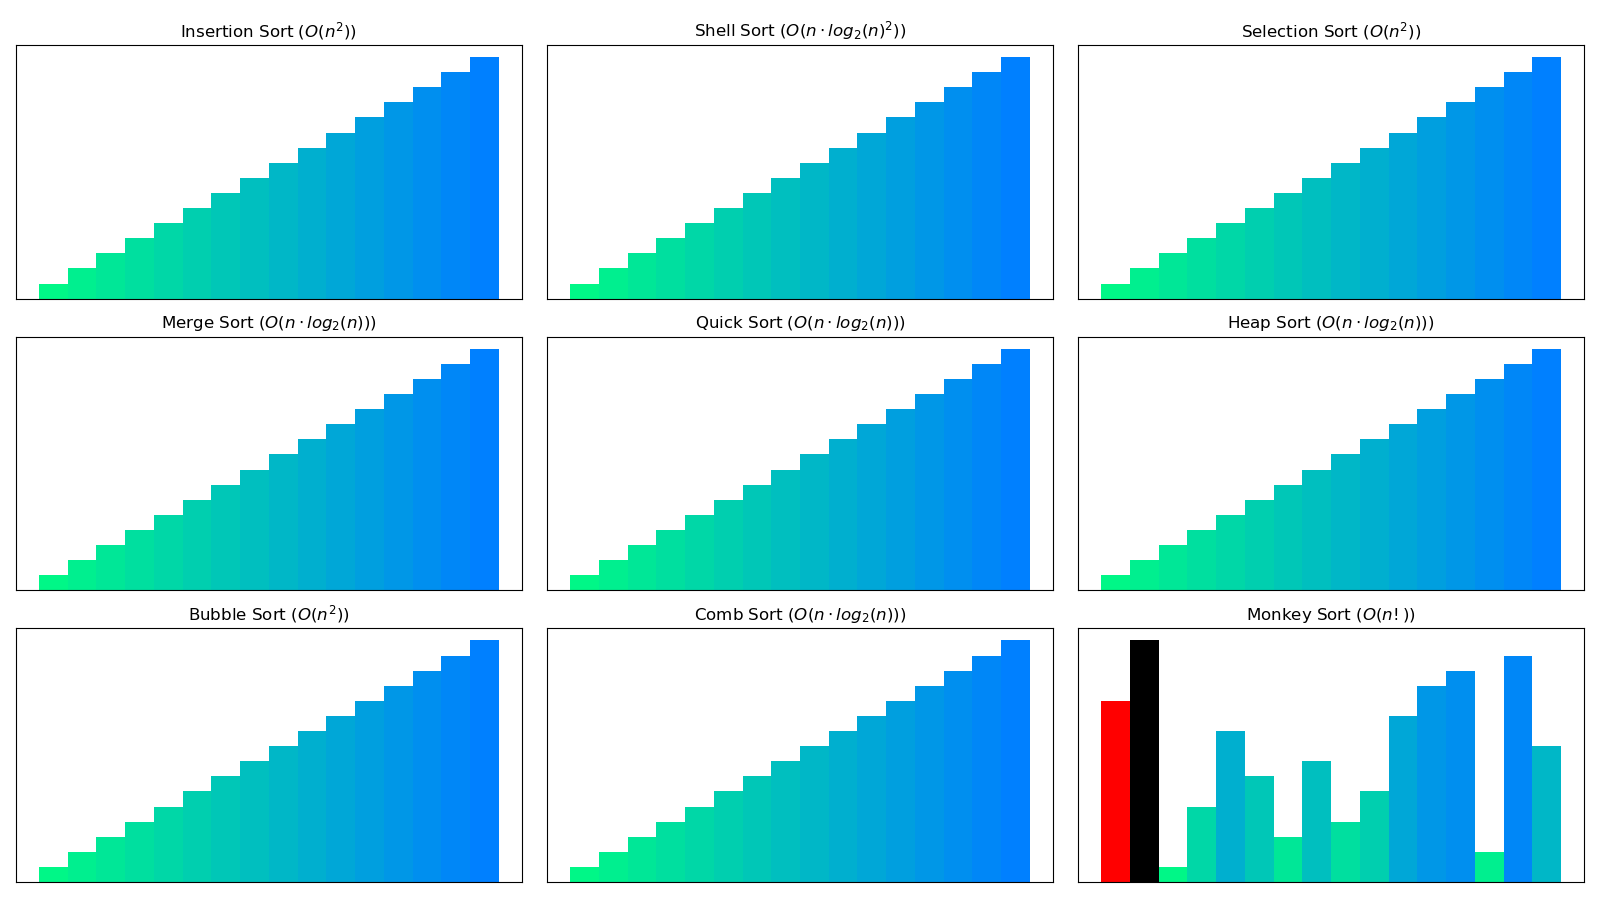 Insertion Sort (O(n²))
Shell Sort (O(n · log₂(n)²))
Selection Sort (O(n²))
Merge Sort (O(n · log₂(n)))
Quick Sort (O(n · log₂(n)))
Heap Sort (O(n · log₂(n)))
Bubble Sort (O(n²))
Comb Sort (O(n · log₂(n)))
Monkey Sort (O(n! ))